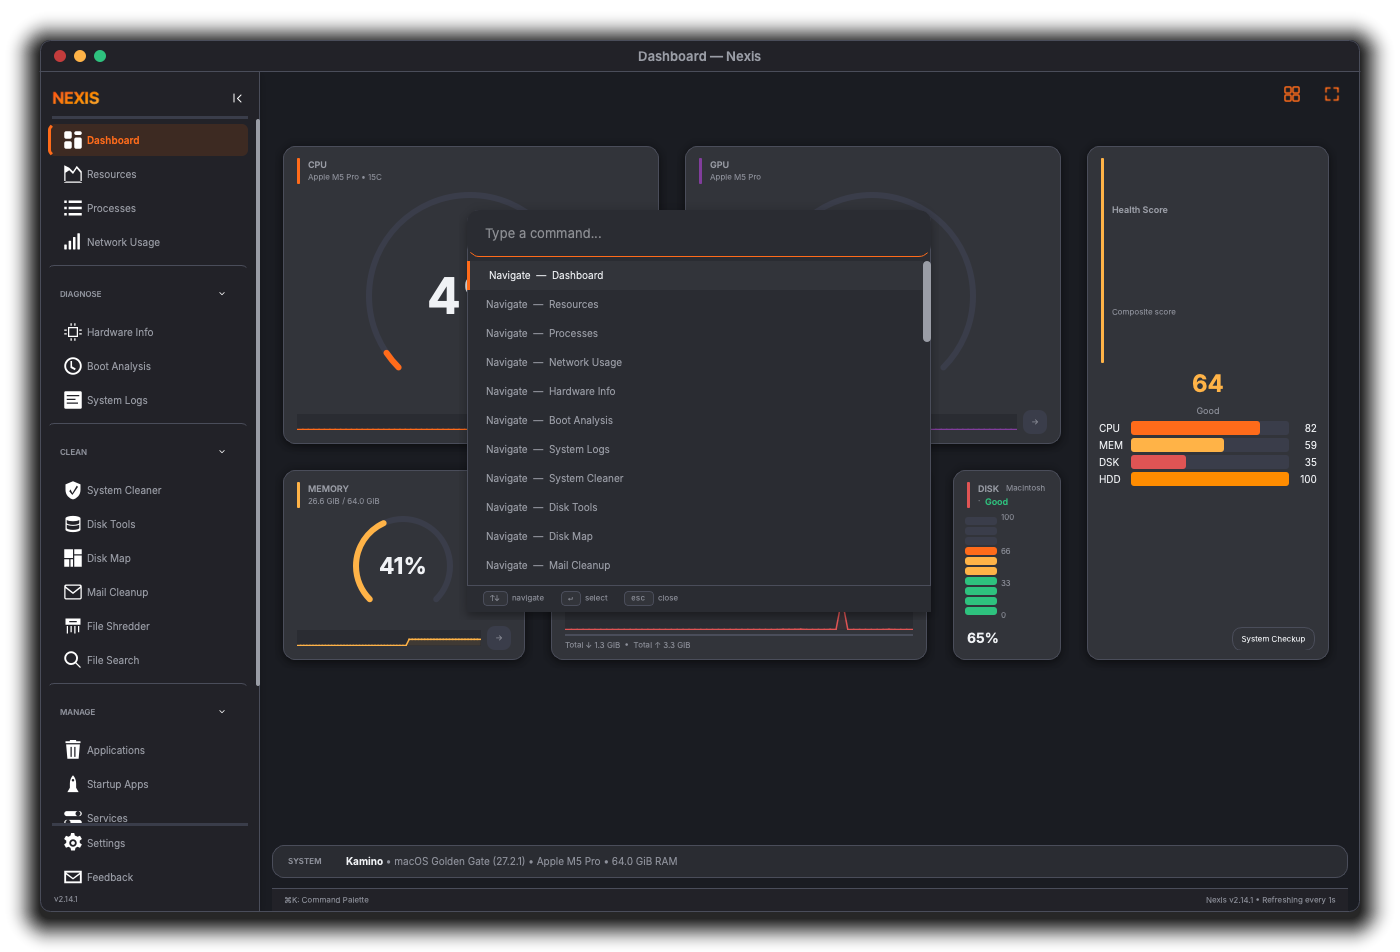 Dashboard — Nexis
NEXIS
Dashboard
Resources
Processes
Network Usage
DIAGNOSE
Hardware Info
Boot Analysis
System Logs
CLEAN
System Cleaner
Disk Tools
Disk Map
Mail Cleanup
File Shredder
File Search
MANAGE
Applications
Startup Apps
Services
Settings
Feedback
v2.14.1
CPU
Apple M5 Pro • 15C
GPU
Apple M5 Pro
Type a command...
Navigate — Dashboard
Navigate — Resources
Navigate — Processes
Navigate — Network Usage
Navigate — Hardware Info
Navigate — Boot Analysis
Navigate — System Logs
Navigate — System Cleaner
Navigate — Disk Tools
Navigate — Disk Map
Navigate — Mail Cleanup
↑↓ navigate ↵ select esc close
Health Score
Composite score
64
Good
CPU 82
MEM 59
DSK 35
HDD 100
System Checkup
MEMORY
26.6 GIB / 64.0 GIB
41%
Total ↓ 1.3 GIB • Total ↑ 3.3 GIB
DISK Macintosh
· Good
100
66
33
0
65%
SYSTEM Kamino • macOS Golden Gate (27.2.1) • Apple M5 Pro • 64.0 GiB RAM
⌘K: Command Palette
Nexis v2.14.1 • Refreshing every 1s